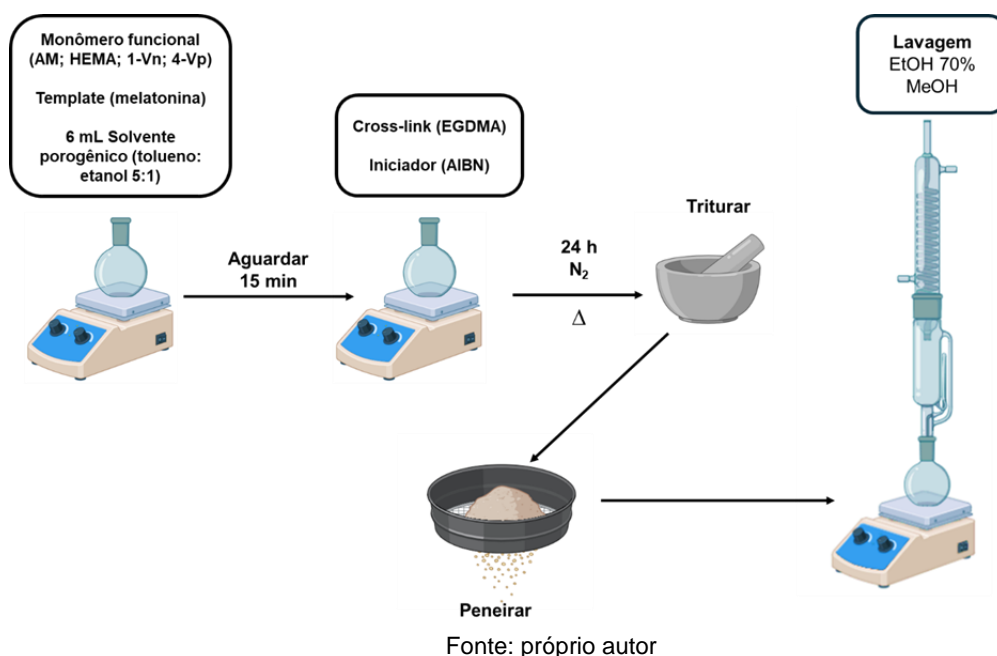 Monômero funcional
(AM; HEMA; 1-Vn; 4-Vp)
Template (melatonina)
6 mL Solvente
porogênico (tolueno:
etanol 5:1)
Aguardar
15 min
Cross-link (EGDMA)
Iniciador (AIBN)
24 h
N₂
Δ
Triturar
Peneirar
Lavagem
EtOH 70%
MeOH
Fonte: próprio autor